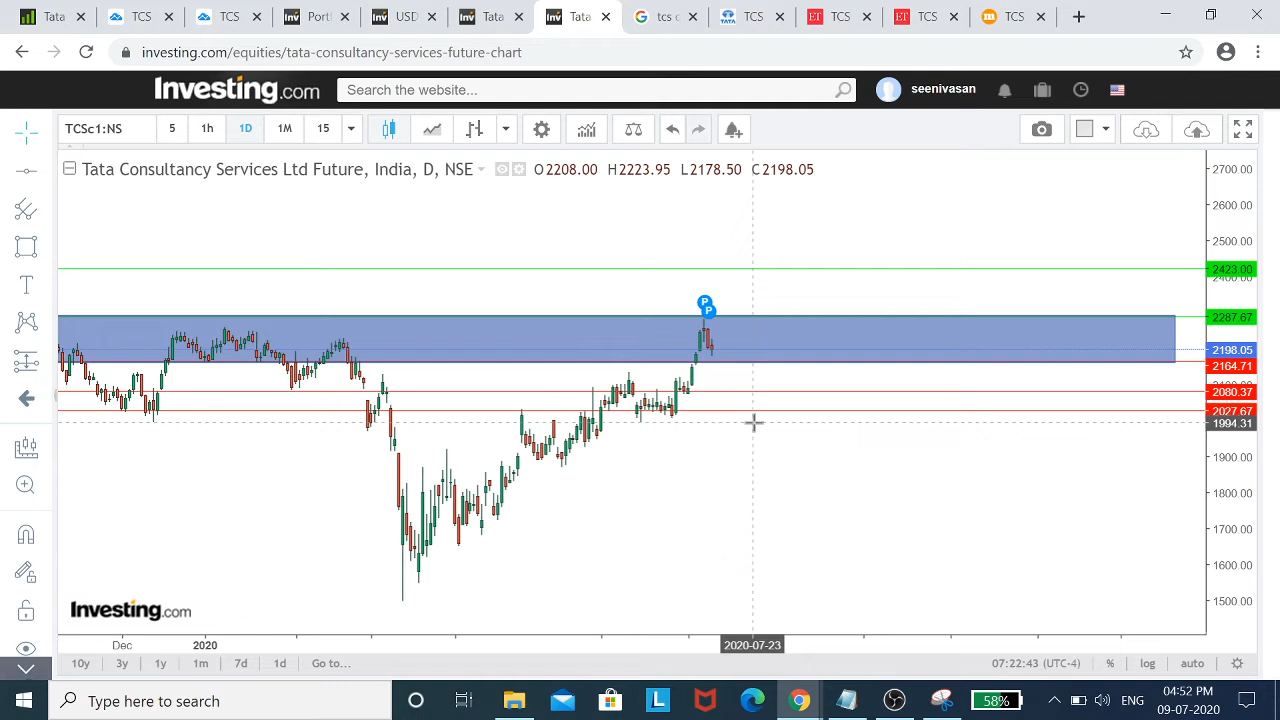 TCS
TCS
Port
USD
Tata
Tata
tcs c
TCS
TCS
TCS
TCS
investing.com/equities/tata-consultancy-services-future-chart
Investing.com
Search the website...
seenivasan
TCSc1:NS
5
1h
1D
1M
15
Tata Consultancy Services Ltd Future, India, D, NSE
O2208.00 H2223.95 L2178.50 C2198.05
2700.00
2600.00
2500.00
2423.00
2400.00
2287.67
2198.05
2164.71
2080.37
2027.67
1994.31
1900.00
1800.00
1700.00
1600.00
1500.00
P
P
Investing.com
Dec
2020
2020-07-23
10y
3y
1y
1m
7d
1d
Go to...
07:22:43 (UTC-4)
%
log
auto
Type here to search
58%
ENG
04:52 PM
09-07-2020